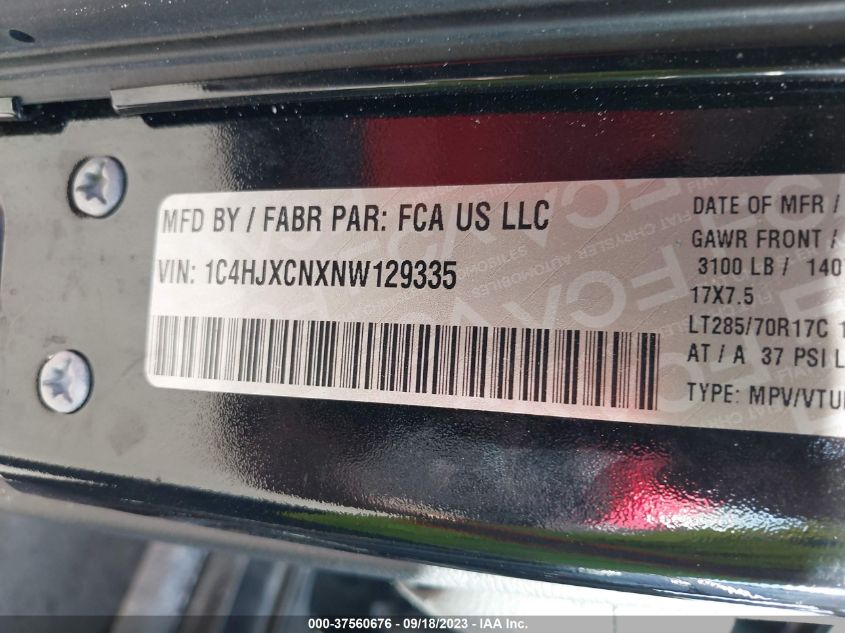 MFD BY / FABR PAR: FCA US LLC
VIN: 1C4HJXCNXNW129335
DATE OF MFR /
GAWR FRONT /
3100 LB / 140
17X7.5
LT285/70R17C
AT / A 37 PSI
TYPE: MPV/VTU
000-37560676 - 09/18/2023 - IAA Inc.